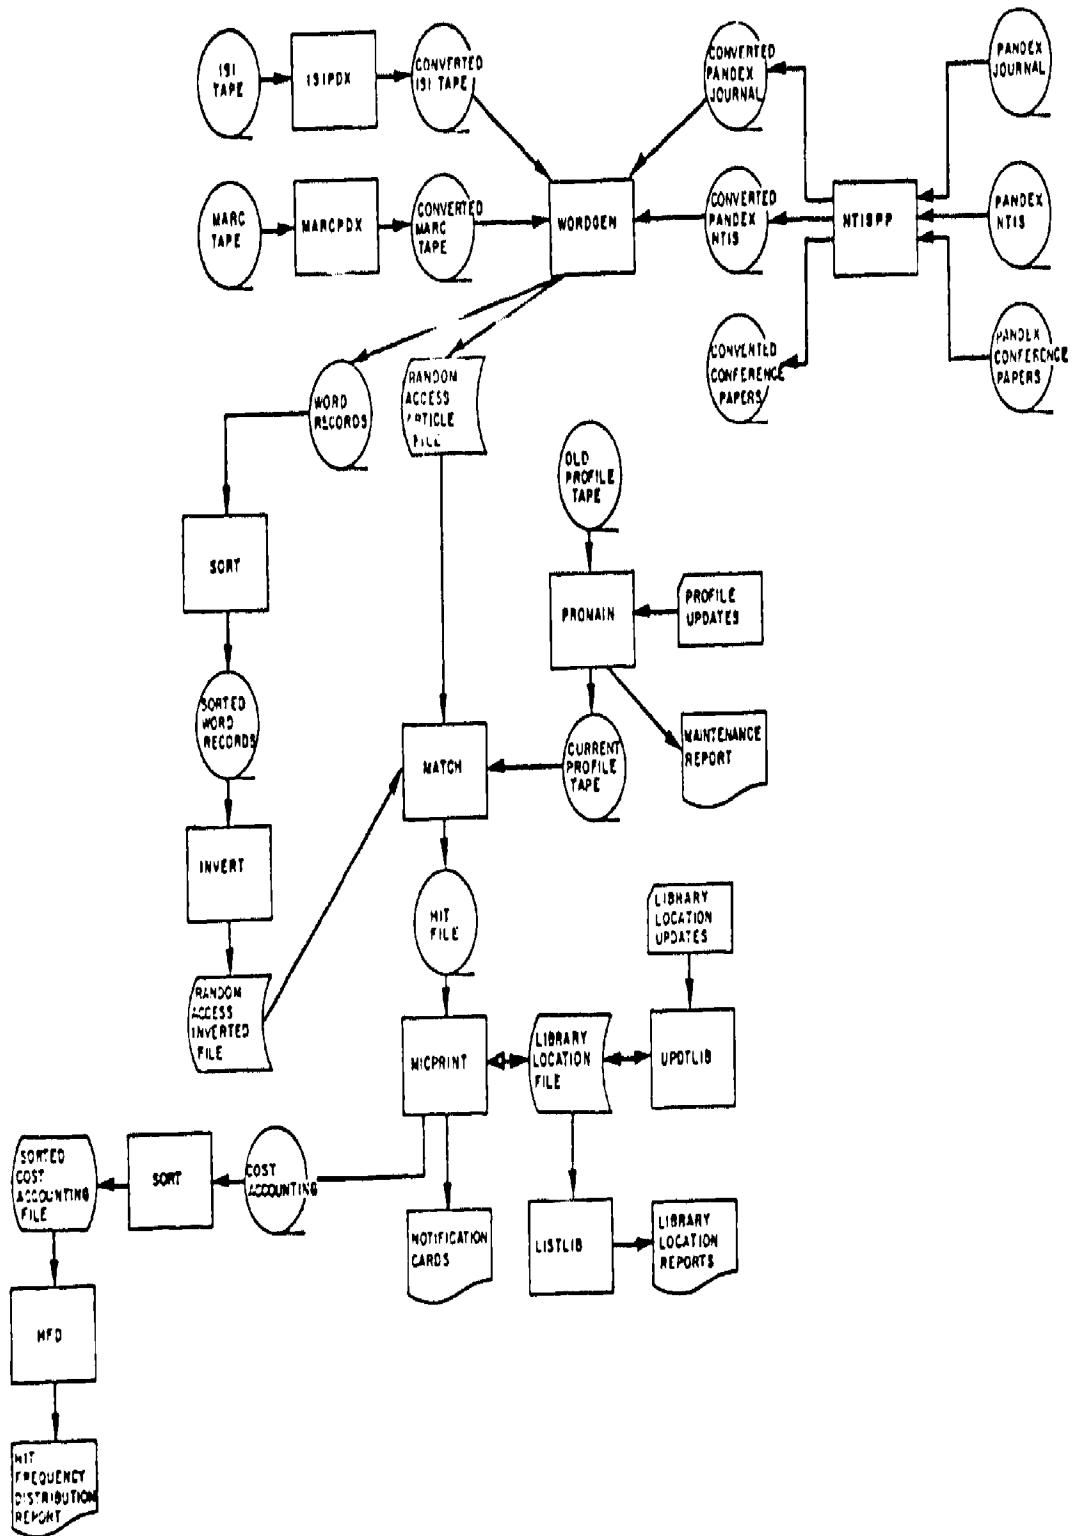 ISI
TAPE
ISIPDX
CONVERTED
ISI TAPE
CONVERTED
PANDEX
JOURNAL
PANDEX
JOURNAL
MARC
TAPE
MARCPDX
CONVERTED
MARC
TAPE
WORDGEN
CONVERTED
PANDEX
NTIS
NTISPP
PANDEX
NTIS
CONVERTED
CONFERENCE
PAPERS
PANDEX
CONFERENCE
PAPERS
WORD
RECORDS
RANDOM
ACCESS
ARTICLE
FILE
OLD
PROFILE
TAPE
SORT
PROMAIN
PROFILE
UPDATES
SORTED
WORD
RECORDS
MATCH
CURRENT
PROFILE
TAPE
MAINTENANCE
REPORT
INVERT
HIT
FILE
LIBRARY
LOCATION
UPDATES
RANDOM
ACCESS
INVERTED
FILE
MICPRINT
LIBRARY
LOCATION
FILE
UPDTLIB
SORTED
COST
ACCOUNTING
FILE
SORT
COST
ACCOUNTING
NOTIFICATION
CARDS
LISTLIB
LIBRARY
LOCATION
REPORTS
HFD
HIT
FREQUENCY
DISTRIBUTION
REPORT